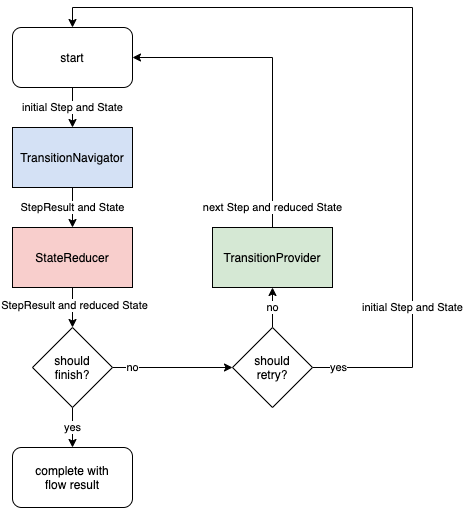 start
initial Step and State
TransitionNavigator
StepResult and State
next Step and reduced State
StateReducer
TransitionProvider
StepResult and reduced State
initial Step and State
no
should
finish?
no
should
retry?
yes
yes
complete with
flow result